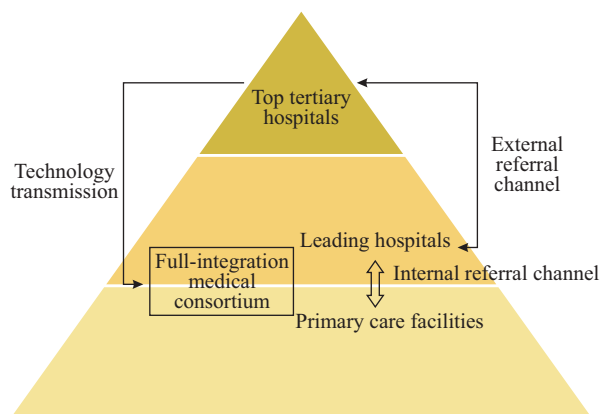 Top tertiary
hospitals
Technology
transmission
External
referral
channel
Leading hospitals
Full-integration
medical
consortium
Internal referral channel
Primary care facilities